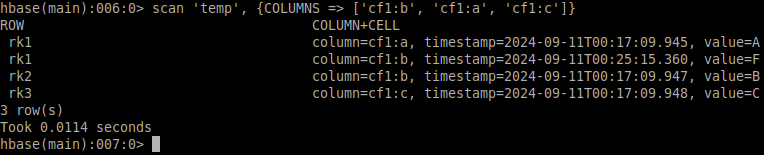 hbase(main):006:0> scan 'temp', {COLUMNS => ['cf1:b', 'cf1:a', 'cf1:c']}
ROW COLUMN+CELL
rk1 column=cf1:a, timestamp=2024-09-11T00:17:09.945, value=A
rk1 column=cf1:b, timestamp=2024-09-11T00:25:15.360, value=F
rk2 column=cf1:b, timestamp=2024-09-11T00:17:09.947, value=B
rk3 column=cf1:c, timestamp=2024-09-11T00:17:09.948, value=C
3 row(s)
Took 0.0114 seconds
hbase(main):007:0>